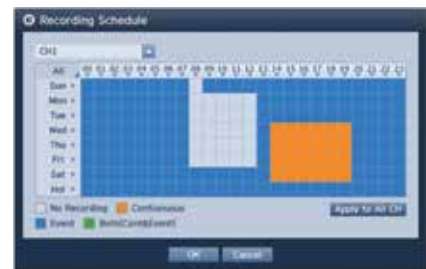 Recording Schedule
CH1
All 00 01 02 03 04 05 06 07 08 09 10 11 12 13 14 15 16 17 18 19 20 21 22 23
Sun
Mon
Tue
Wed
Thu
Fri
Sat
Hol
No Recording Continuous
Event Both(Cont&Event)
Apply to All CH
OK Cancel